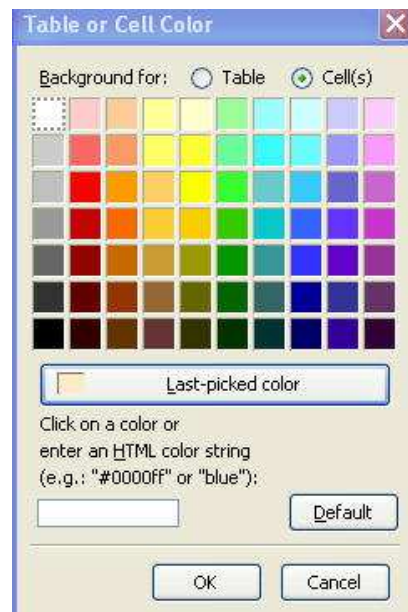 Table or Cell Color
Background for: Table Cell(s)
Last-picked color
Click on a color or
enter an HTML color string
(e.g.: "#0000ff" or "blue"):
Default
OK Cancel